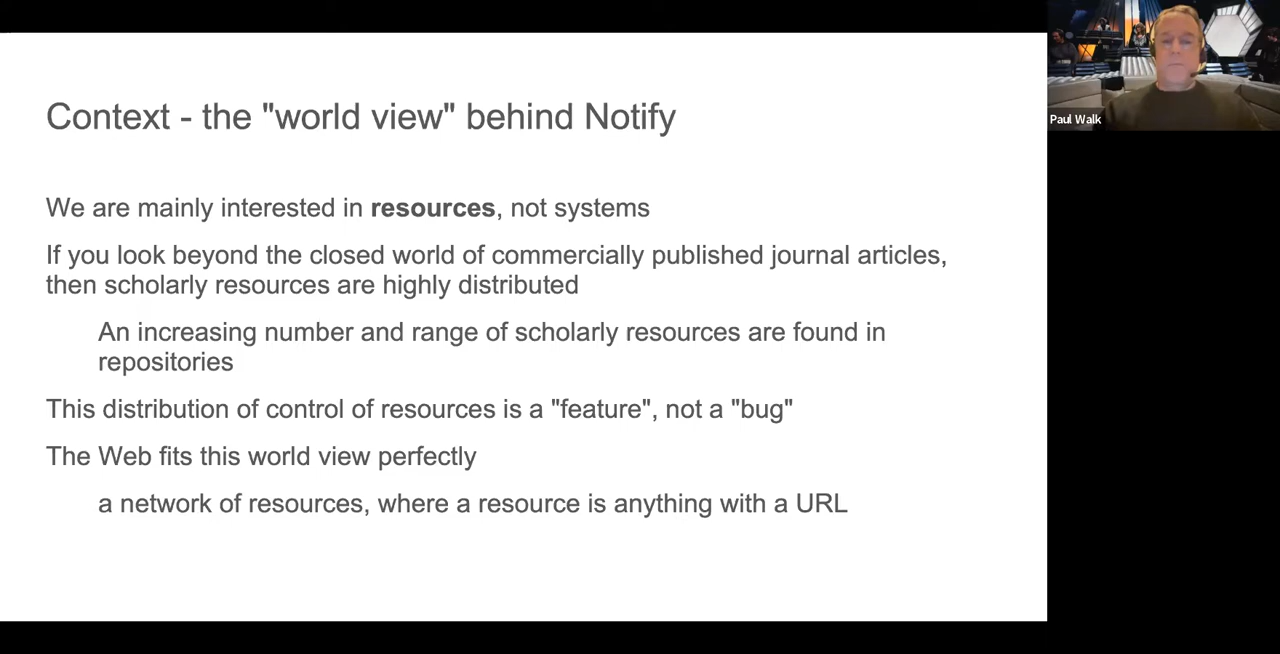 Context - the "world view" behind Notify
We are mainly interested in resources, not systems
If you look beyond the closed world of commercially published journal articles,
then scholarly resources are highly distributed
An increasing number and range of scholarly resources are found in
repositories
This distribution of control of resources is a "feature", not a "bug"
The Web fits this world view perfectly
a network of resources, where a resource is anything with a URL
Paul Walk